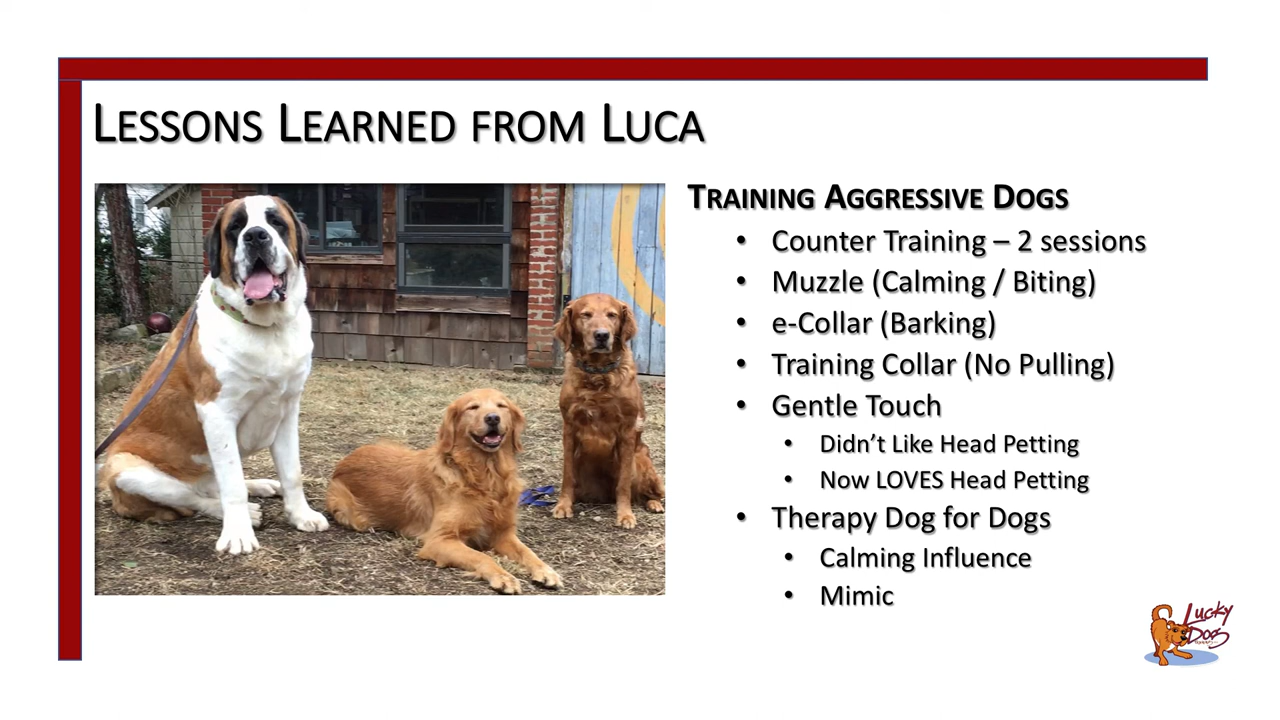 LESSONS LEARNED FROM LUCA
TRAINING AGGRESSIVE DOGS
• Counter Training – 2 sessions
• Muzzle (Calming / Biting)
• e-Collar (Barking)
• Training Collar (No Pulling)
• Gentle Touch
• Didn't Like Head Petting
• Now LOVES Head Petting
• Therapy Dog for Dogs
• Calming Influence
• Mimic
Lucky
Dogs